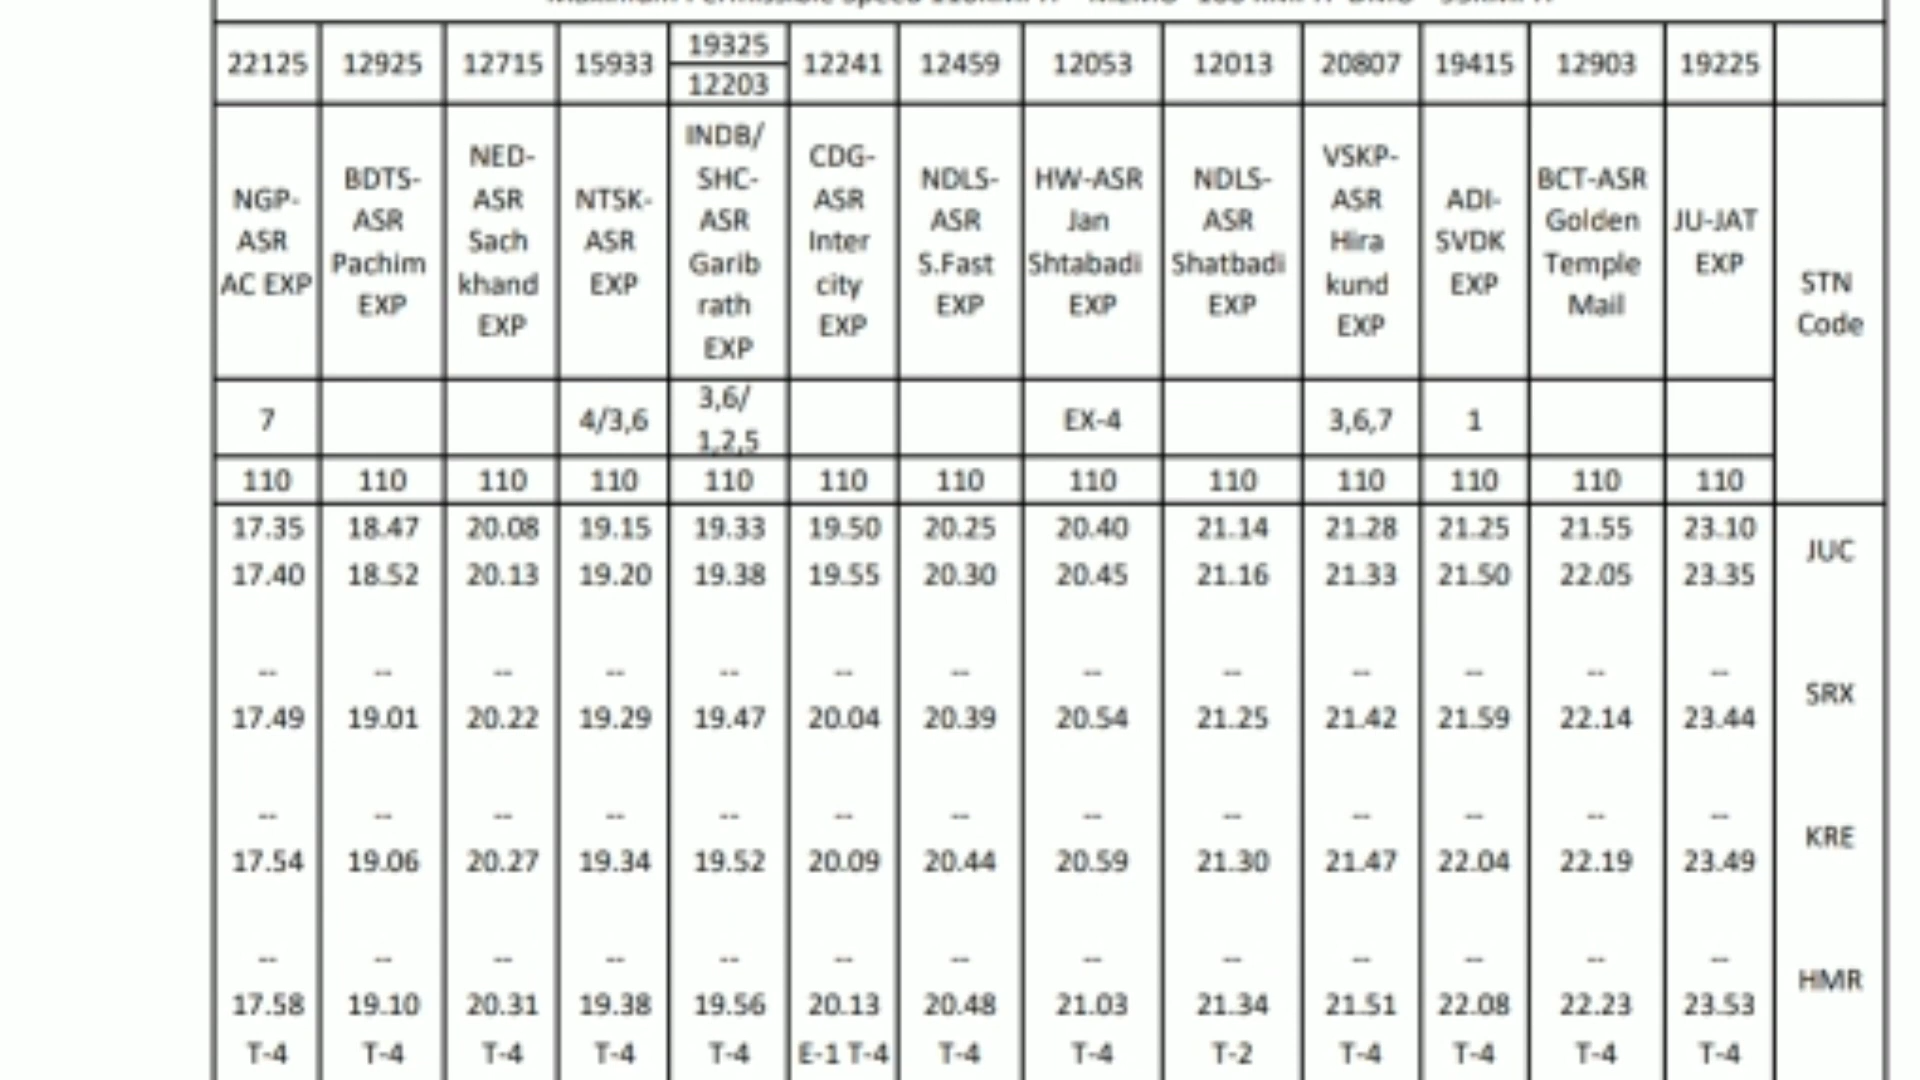 Maximum Permissible Speed 110KMPH MEMU- 100 KMPH DMU - 95KMPH
22125 12925 12715 15933 19325 12203 12241 12459 12053 12013 20807 19415 12903 19225
NGP-
ASR
AC EXP
BDTS-
ASR
Pachim
EXP
NED-
ASR
Sach
khand
EXP
NTSK-
ASR
EXP
INDB/
SHC-
ASR
Garib
rath
EXP
CDG-
ASR
Inter
city
EXP
NDLS-
ASR
S.Fast
EXP
HW-ASR
Jan
Shtabadi
EXP
NDLS-
ASR
Shatbadi
EXP
VSKP-
ASR
Hira
kund
EXP
ADI-
SVDK
EXP
BCT-ASR
Golden
Temple
Mail
JU-JAT
EXP
STN
Code
7 4/3,6 3,6/ 1,2,5 EX-4 3,6,7 1
110 110 110 110 110 110 110 110 110 110 110 110 110
17.35 18.47 20.08 19.15 19.33 19.50 20.25 20.40 21.14 21.28 21.25 21.55 23.10
JUC
17.40 18.52 20.13 19.20 19.38 19.55 20.30 20.45 21.16 21.33 21.50 22.05 23.35
-- -- -- -- -- -- -- -- -- -- -- -- --
SRX
17.49 19.01 20.22 19.29 19.47 20.04 20.39 20.54 21.25 21.42 21.59 22.14 23.44
-- -- -- -- -- -- -- -- -- -- -- -- --
KRE
17.54 19.06 20.27 19.34 19.52 20.09 20.44 20.59 21.30 21.47 22.04 22.19 23.49
-- -- -- -- -- -- -- -- -- -- -- -- --
HMR
17.58 19.10 20.31 19.38 19.56 20.13 20.48 21.03 21.34 21.51 22.08 22.23 23.53
T-4 T-4 T-4 T-4 T-4 E-1 T-4 T-4 T-4 T-2 T-4 T-4 T-4 T-4